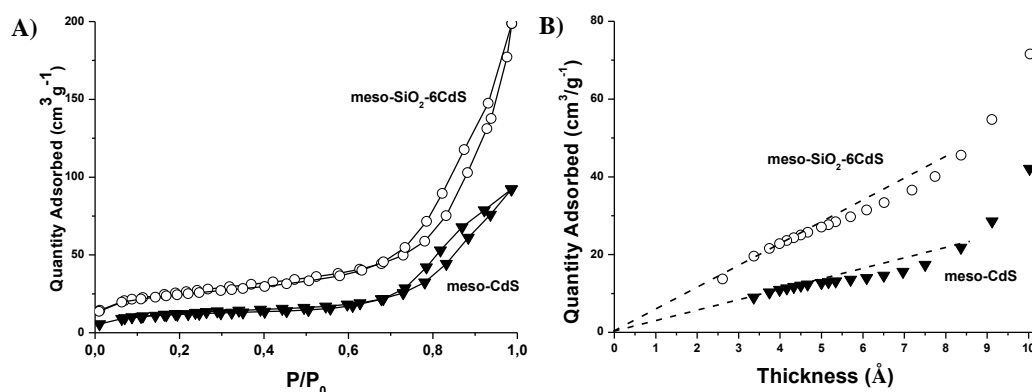 A)
Quantity Adsorbed (cm³g⁻¹)
200
150
100
50
0
meso-SiO₂-6CdS
meso-CdS
0,0 0,2 0,4 0,6 0,8 1,0
P/P₀
B)
Quantity Adsorbed (cm³/g⁻¹)
80
60
40
20
0
meso-SiO₂-6CdS
meso-CdS
0 1 2 3 4 5 6 7 8 9 10
Thickness (Å)